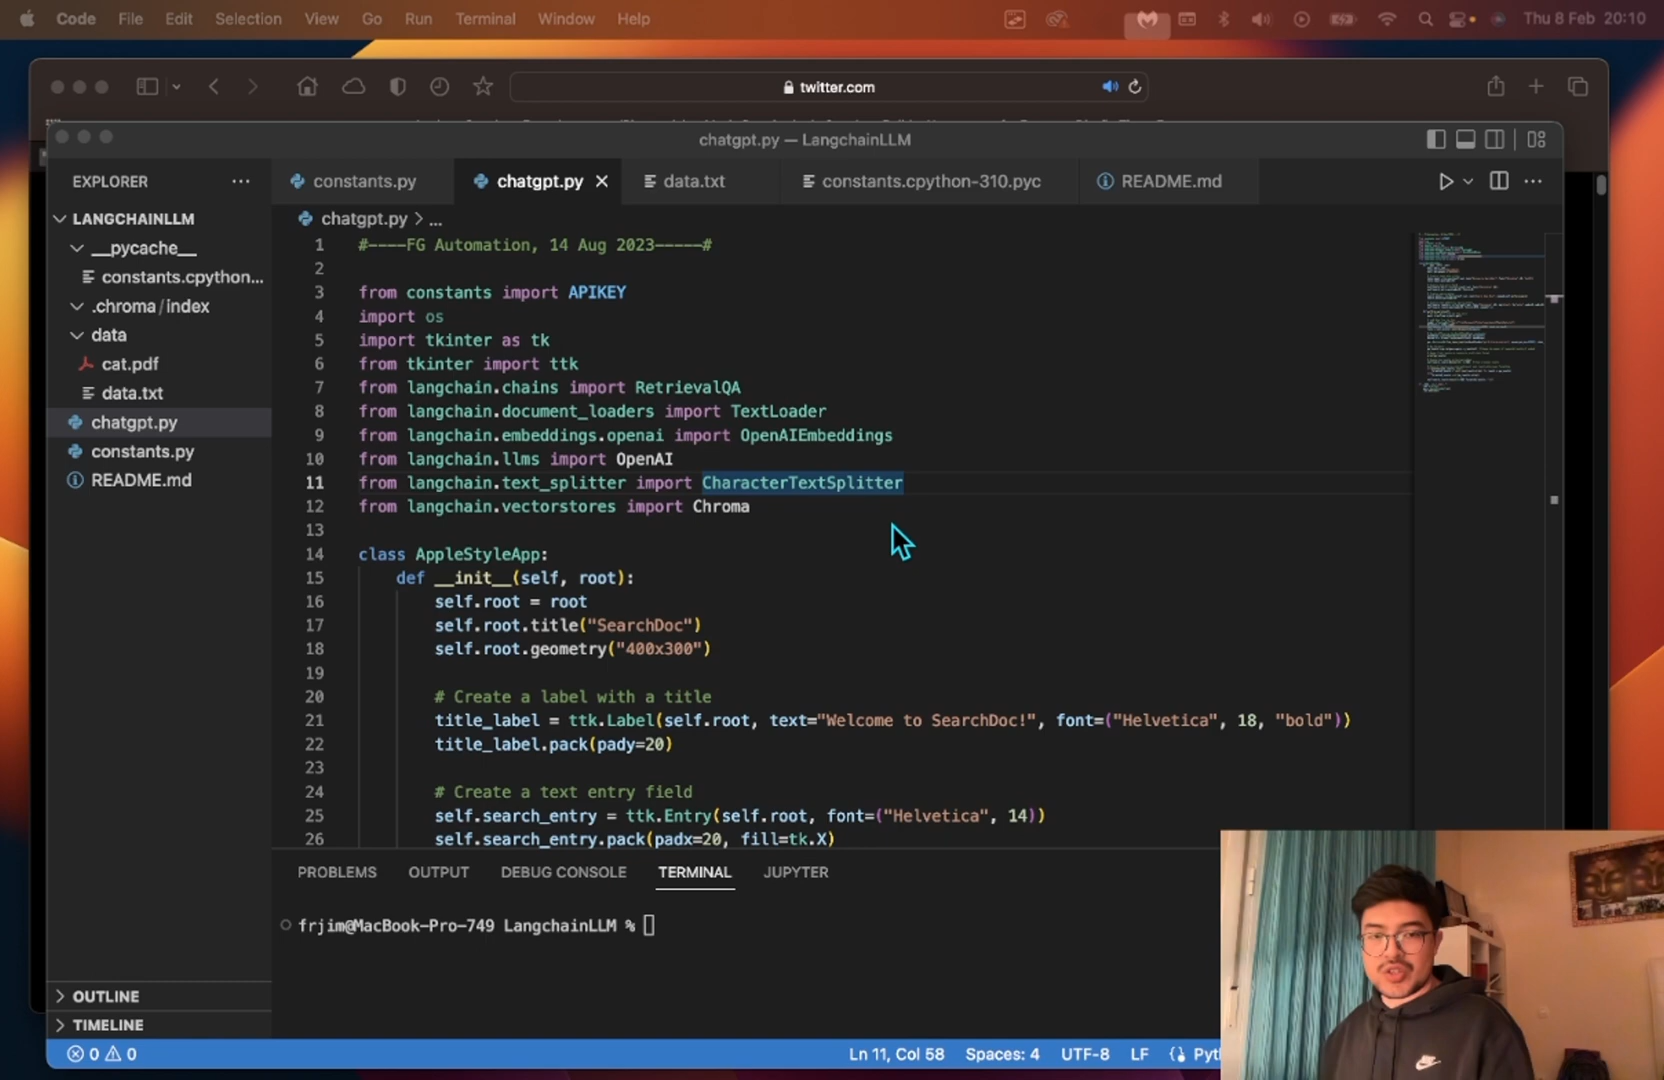 Code File Edit Selection View Go Run Terminal Window Help Thu 8 Feb 20:10
twitter.com
chatgpt.py — LangchainLLM
EXPLORER
constants.py
chatgpt.py
data.txt
constants.cpython-310.pyc
README.md
LANGCHAINLLM
__pycache__
constants.cpython...
.chroma/index
data
cat.pdf
data.txt
chatgpt.py
constants.py
README.md
OUTLINE
TIMELINE
chatgpt.py > ...
1 #----FG Automation, 14 Aug 2023-----#
2
3 from constants import APIKEY
4 import os
5 import tkinter as tk
6 from tkinter import ttk
7 from langchain.chains import RetrievalQA
8 from langchain.document_loaders import TextLoader
9 from langchain.embeddings.openai import OpenAIEmbeddings
10 from langchain.llms import OpenAI
11 from langchain.text_splitter import CharacterTextSplitter
12 from langchain.vectorstores import Chroma
13
14 class AppleStyleApp:
15 def __init__(self, root):
16 self.root = root
17 self.root.title("SearchDoc")
18 self.root.geometry("400x300")
19
20 # Create a label with a title
21 title_label = ttk.Label(self.root, text="Welcome to SearchDoc!", font=("Helvetica", 18, "bold"))
22 title_label.pack(pady=20)
23
24 # Create a text entry field
25 self.search_entry = ttk.Entry(self.root, font=("Helvetica", 14))
26 self.search_entry.pack(padx=20, fill=tk.X)
PROBLEMS OUTPUT DEBUG CONSOLE TERMINAL JUPYTER
frjim@MacBook-Pro-749 LangchainLLM %
0 0 Ln 11, Col 58 Spaces: 4 UTF-8 LF Pyt